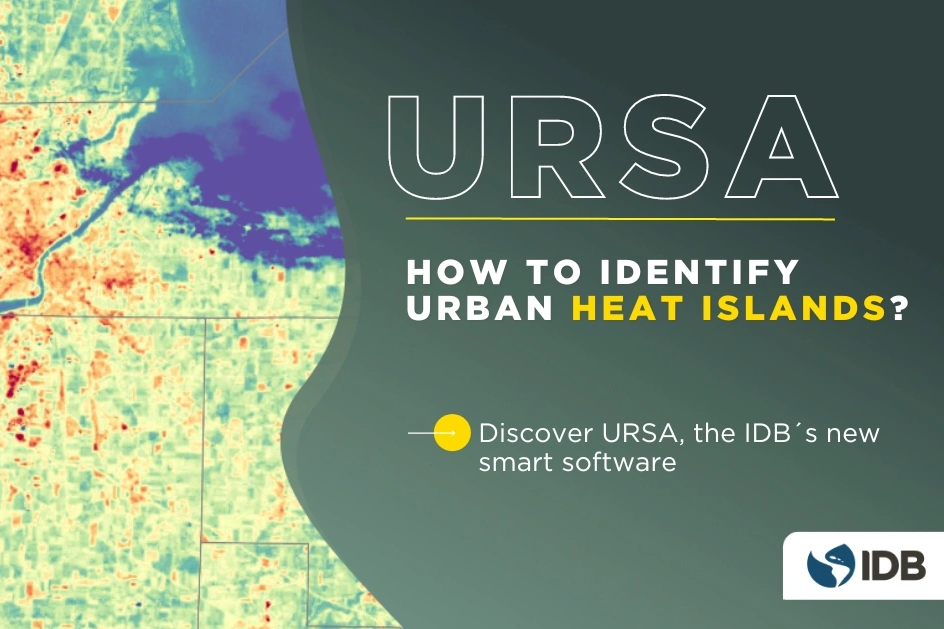 URSA
HOW TO IDENTIFY
URBAN HEAT ISLANDS?
Discover URSA, the IDB´s new
smart software
IDB